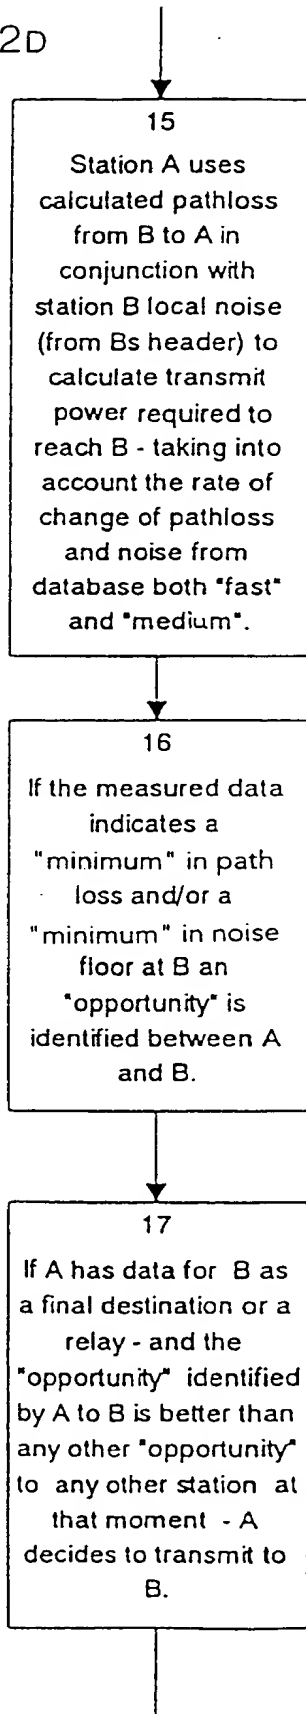 2D
15
Station A uses
calculated pathloss
from B to A in
conjunction with
station B local noise
(from Bs header) to
calculate transmit
power required to
reach B - taking into
account the rate of
change of pathloss
and noise from
database both "fast"
and "medium".
16
If the measured data
indicates a
"minimum" in path
loss and/or a
"minimum" in noise
floor at B an
"opportunity" is
identified between A
and B.
17
If A has data for B as
a final destination or a
relay - and the
"opportunity" identified
by A to B is better than
any other "opportunity"
to any other station at
that moment - A
decides to transmit to
B.